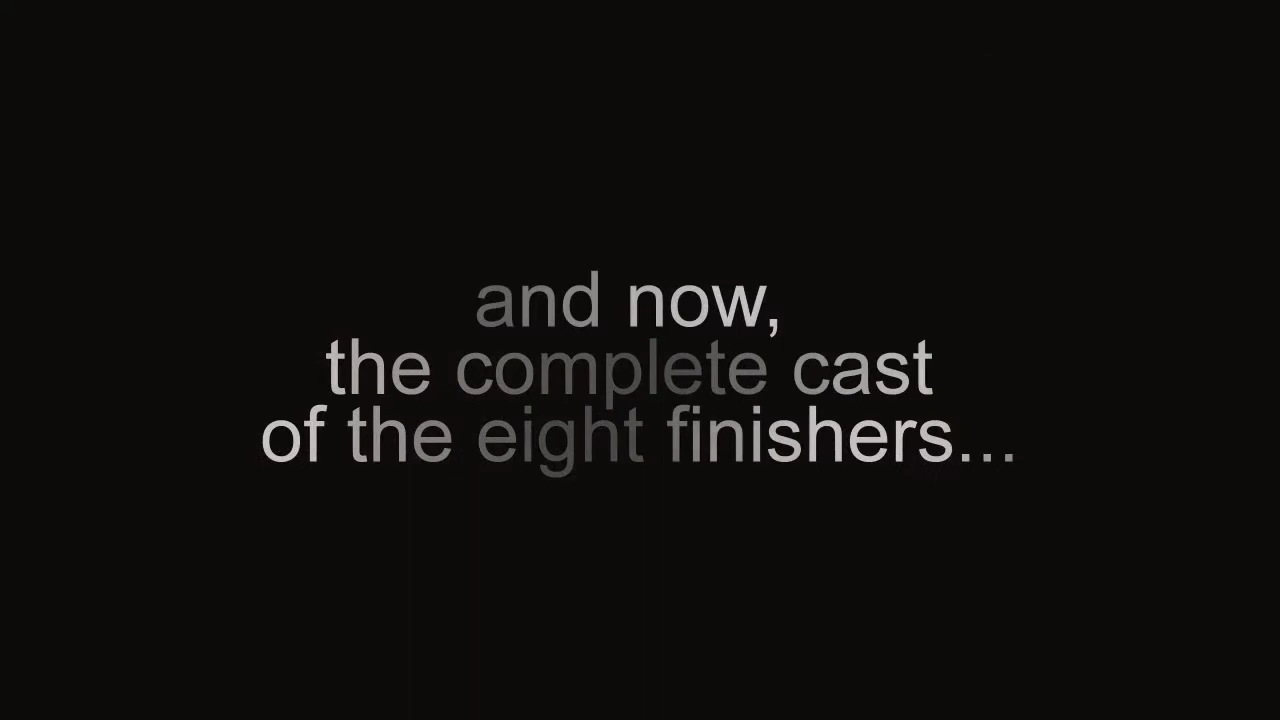 and now,
the complete cast
of the eight finishers...